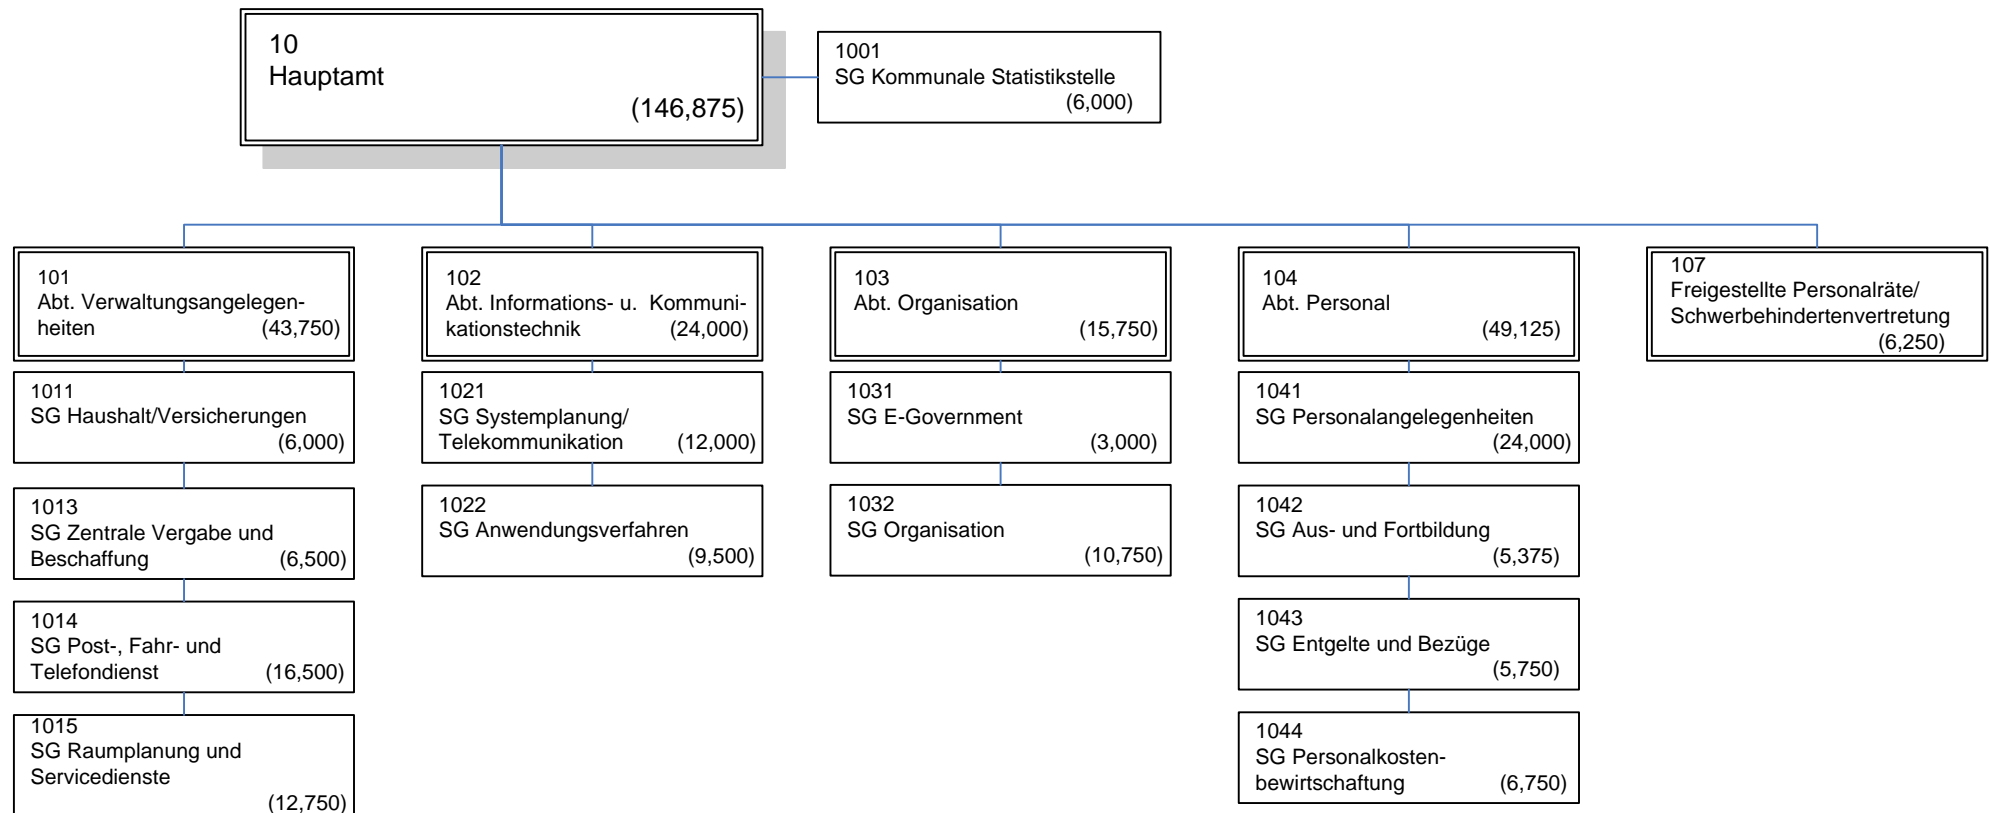 10
Hauptamt
(146,875)
1001
SG Kommunale Statistikstelle
(6,000)
101
Abt. Verwaltungsangelegen-
heiten (43,750)
102
Abt. Informations- u. Kommuni-
kationstechnik (24,000)
103
Abt. Organisation
(15,750)
104
Abt. Personal
(49,125)
107
Freigestellte Personalräte/
Schwerbehindertenvertretung
(6,250)
1011
SG Haushalt/Versicherungen
(6,000)
1013
SG Zentrale Vergabe und
Beschaffung (6,500)
1014
SG Post-, Fahr- und
Telefondienst (16,500)
1015
SG Raumplanung und
Servicedienste
(12,750)
1021
SG Systemplanung/
Telekommunikation (12,000)
1022
SG Anwendungsverfahren
(9,500)
1031
SG E-Government
(3,000)
1032
SG Organisation
(10,750)
1041
SG Personalangelegenheiten
(24,000)
1042
SG Aus- und Fortbildung
(5,375)
1043
SG Entgelte und Bezüge
(5,750)
1044
SG Personalkosten-
bewirtschaftung (6,750)